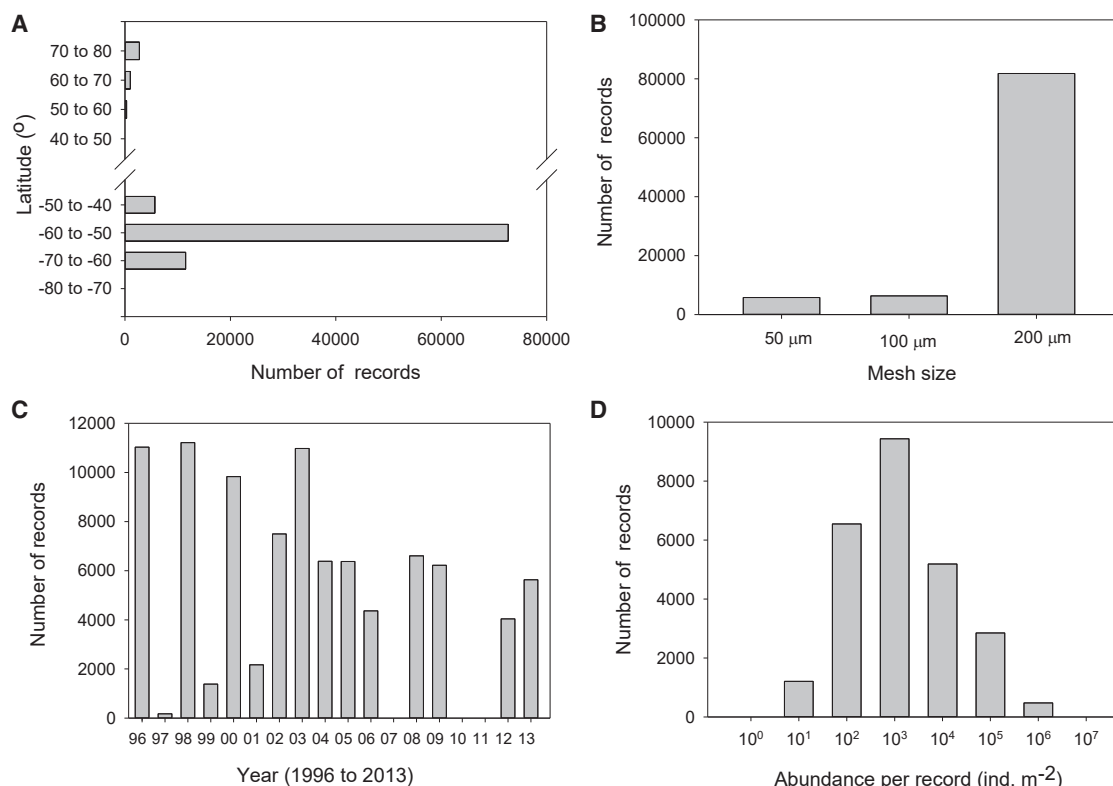 A
70 to 80
60 to 70
50 to 60
40 to 50
-50 to -40
-60 to -50
-70 to -60
-80 to -70
Latitude (º)
0 20000 40000 60000 80000
Number of records
B
100000
80000
60000
40000
20000
0
Number of records
50 µm 100 µm 200 µm
Mesh size
C
12000
10000
8000
6000
4000
2000
0
Number of records
96 97 98 99 00 01 02 03 04 05 06 07 08 09 10 11 12 13
Year (1996 to 2013)
D
10000
8000
6000
4000
2000
0
Number of records
10⁰ 10¹ 10² 10³ 10⁴ 10⁵ 10⁶ 10⁷
Abundance per record (ind. m⁻²)